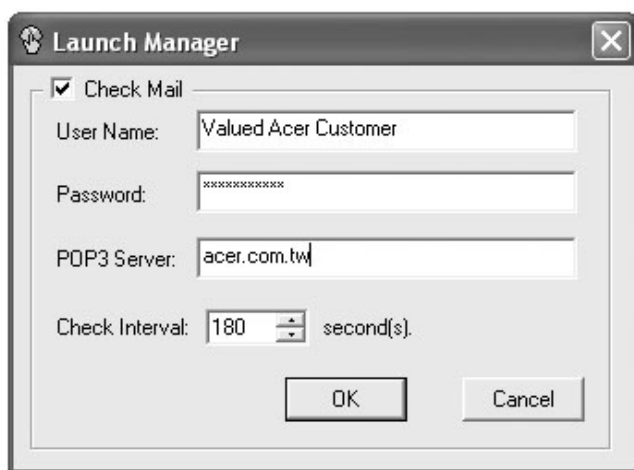 Launch Manager
Check Mail
User Name: Valued Acer Customer
Password: ***********
POP3 Server: acer.com.tw
Check Interval: 180 second(s).
OK Cancel